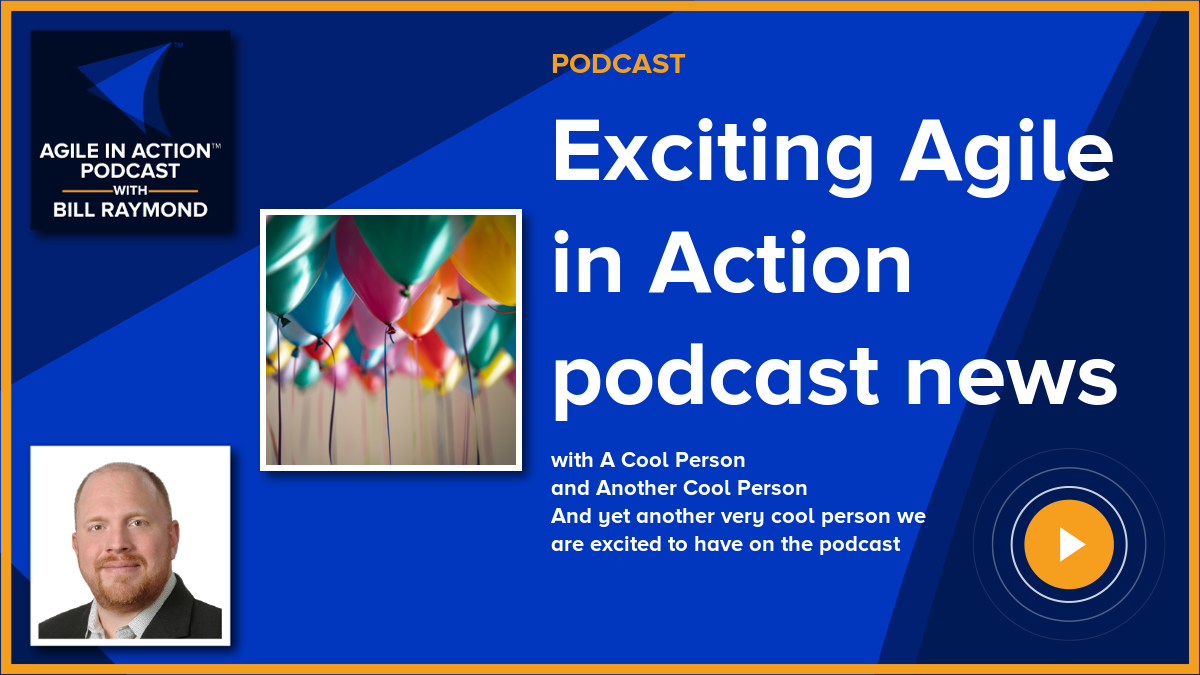 ™
AGILE IN ACTION™
PODCAST
WITH
BILL RAYMOND
PODCAST
Exciting Agile
in Action
podcast news
with A Cool Person
and Another Cool Person
And yet another very cool person we
are excited to have on the podcast